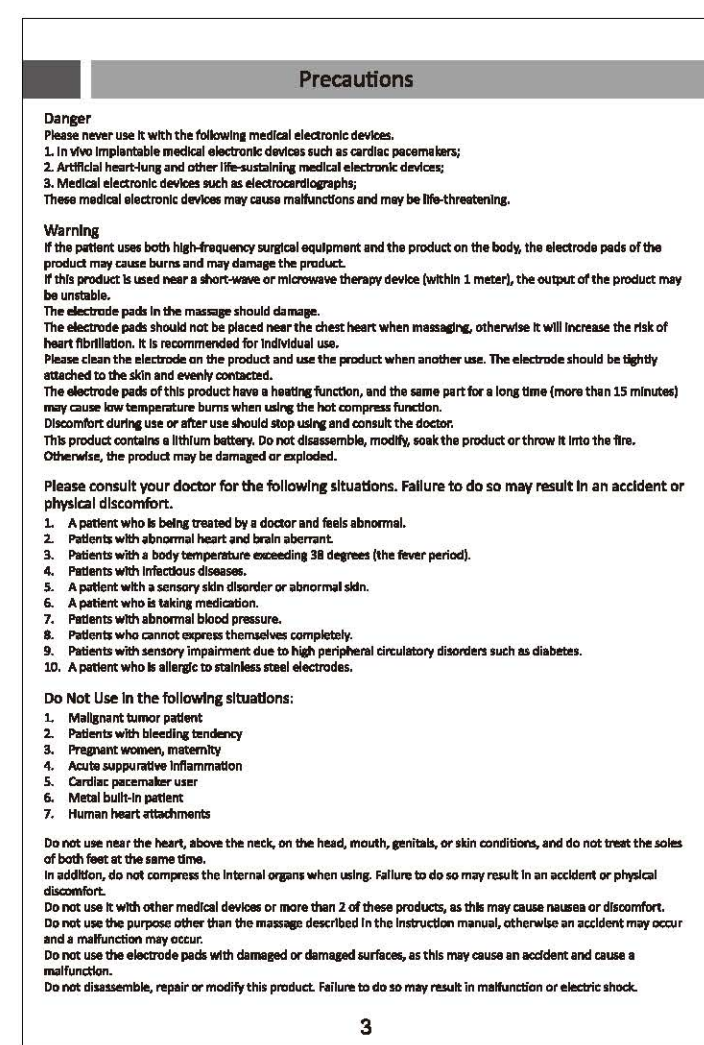 Precautions
Danger
Please never use it with the following medical electronic devices.
1. In vivo implantable medical electronic devices such as cardiac pacemakers;
2. Artificial heart-lung and other life-sustaining medical electronic devices;
3. Medical electronic devices such as electrocardiographs;
These medical electronic devices may cause malfunctions and may be life-threatening.
Warning
If the patient uses both high-frequency surgical equipment and the product on the body, the electrode pads of the
product may cause burns and may damage the product.
If this product is used near a short-wave or microwave therapy device (within 1 meter), the output of the product may
be unstable.
The electrode pads in the massage should damage.
The electrode pads should not be placed near the chest heart when massaging, otherwise it will increase the risk of
heart fibrillation. It is recommended for individual use.
Please clean the electrode on the product and use the product when another use. The electrode should be tightly
attached to the skin and evenly contacted.
The electrode pads of this product have a heating function, and the same part for a long time (more than 15 minutes)
may cause low temperature burns when using the hot compress function.
Discomfort during use or after use should stop using and consult the doctor.
This product contains a lithium battery. Do not disassemble, modify, soak the product or throw it into the fire.
Otherwise, the product may be damaged or exploded.
Please consult your doctor for the following situations. Failure to do so may result in an accident or
physical discomfort.
1. A patient who is being treated by a doctor and feels abnormal.
2. Patients with abnormal heart and brain aberrant.
3. Patients with a body temperature exceeding 38 degrees (the fever period).
4. Patients with infectious diseases.
5. A patient with a sensory skin disorder or abnormal skin.
6. A patient who is taking medication.
7. Patients with abnormal blood pressure.
8. Patients who cannot express themselves completely.
9. Patients with sensory impairment due to high peripheral circulatory disorders such as diabetes.
10. A patient who is allergic to stainless steel electrodes.
Do Not Use in the following situations:
1. Malignant tumor patient
2. Patients with bleeding tendency
3. Pregnant women, maternity
4. Acute suppurative inflammation
5. Cardiac pacemaker user
6. Metal built-in patient
7. Human heart attachments
Do not use near the heart, above the neck, on the head, mouth, genitals, or skin conditions, and do not treat the soles
of both feet at the same time.
In addition, do not compress the internal organs when using. Failure to do so may result in an accident or physical
discomfort.
Do not use it with other medical devices or more than 2 of these products, as this may cause nausea or discomfort.
Do not use the purpose other than the massage described in the instruction manual, otherwise an accident may occur
and a malfunction may occur.
Do not use the electrode pads with damaged or damaged surfaces, as this may cause an accident and cause a
malfunction.
Do not disassemble, repair or modify this product. Failure to do so may result in malfunction or electric shock.
3